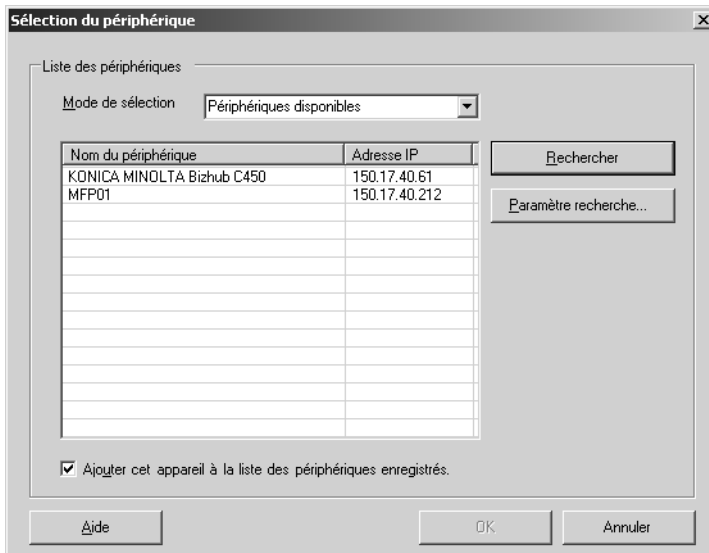 Sélection du périphérique
Liste des périphériques
Mode de sélection Périphériques disponibles
Nom du périphérique Adresse IP
Rechercher
KONICA MINOLTA Bizhub C450 150.17.40.61
MFP01 150.17.40.212
Paramètre recherche...
Ajouter cet appareil à la liste des périphériques enregistrés.
Aide OK Annuler